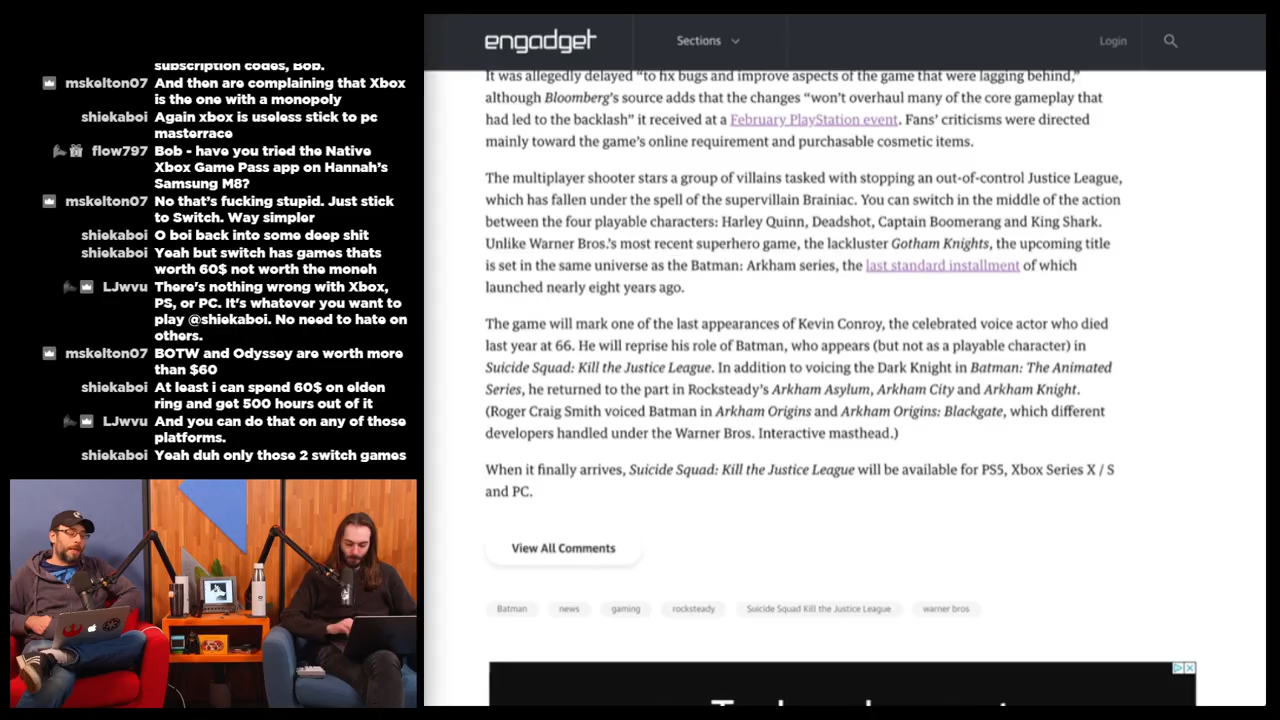 subscription codes, Bob.
mskelton07 And then are complaining that Xbox
is the one with a monopoly
shiekaboi Again xbox is useless stick to pc
masterrace
flow797 Bob - have you tried the Native
Xbox Game Pass app on Hannah's
Samsung M8?
mskelton07 No that's fucking stupid. Just stick
to Switch. Way simpler
shiekaboi O boi back into some deep shit
shiekaboi Yeah but switch has games thats
worth 60$ not worth the moneh
LJwvu There's nothing wrong with Xbox,
PS, or PC. It's whatever you want to
play @shiekaboi. No need to hate on
others.
mskelton07 BOTW and Odyssey are worth more
than $60
shiekaboi At least i can spend 60$ on elden
ring and get 500 hours out of it
LJwvu And you can do that on any of those
platforms.
shiekaboi Yeah duh only those 2 switch games
engadget
Sections
Login
It was allegedly delayed "to fix bugs and improve aspects of the game that were lagging behind,"
although Bloomberg's source adds that the changes "won't overhaul many of the core gameplay that
had led to the backlash" it received at a February PlayStation event. Fans' criticisms were directed
mainly toward the game's online requirement and purchasable cosmetic items.
The multiplayer shooter stars a group of villains tasked with stopping an out-of-control Justice League,
which has fallen under the spell of the supervillain Brainiac. You can switch in the middle of the action
between the four playable characters: Harley Quinn, Deadshot, Captain Boomerang and King Shark.
Unlike Warner Bros.'s most recent superhero game, the lackluster Gotham Knights, the upcoming title
is set in the same universe as the Batman: Arkham series, the last standard installment of which
launched nearly eight years ago.
The game will mark one of the last appearances of Kevin Conroy, the celebrated voice actor who died
last year at 66. He will reprise his role of Batman, who appears (but not as a playable character) in
Suicide Squad: Kill the Justice League. In addition to voicing the Dark Knight in Batman: The Animated
Series, he returned to the part in Rocksteady's Arkham Asylum, Arkham City and Arkham Knight.
(Roger Craig Smith voiced Batman in Arkham Origins and Arkham Origins: Blackgate, which different
developers handled under the Warner Bros. Interactive masthead.)
When it finally arrives, Suicide Squad: Kill the Justice League will be available for PS5, Xbox Series X / S
and PC.
View All Comments
Batman
news
gaming
rocksteady
Suicide Squad Kill the Justice League
warner bros